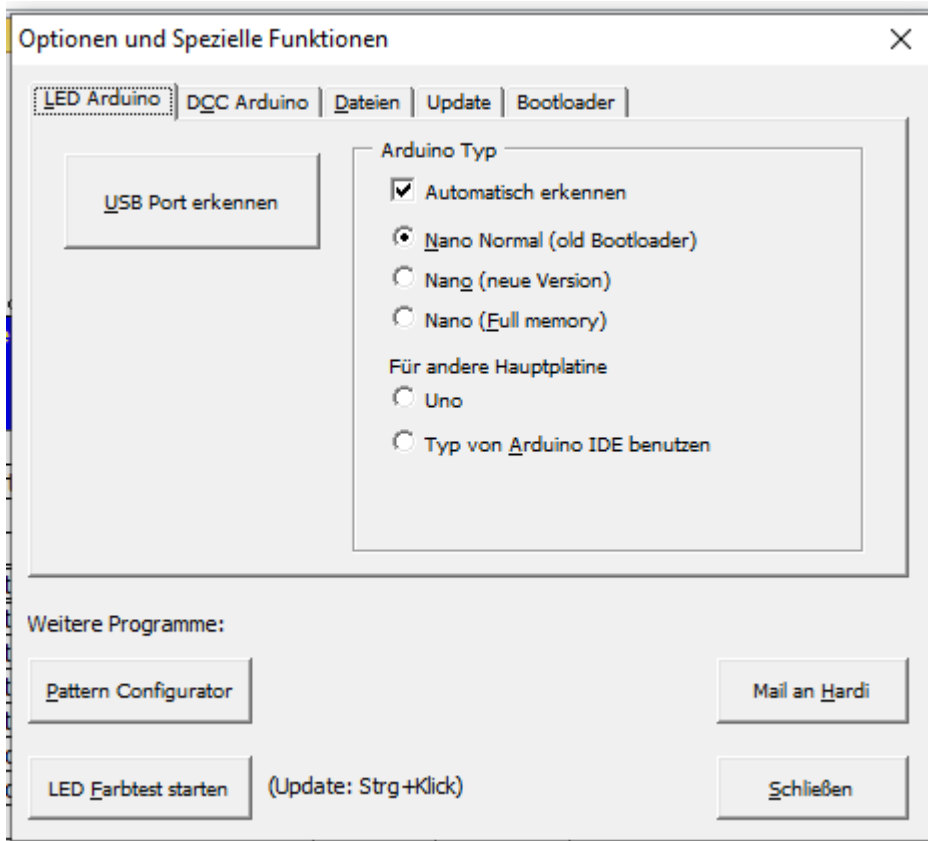 Optionen und Spezielle Funktionen
LED Arduino
DCC Arduino
Dateien
Update
Bootloader
USB Port erkennen
Arduino Typ
Automatisch erkennen
Nano Normal (old Bootloader)
Nano (neue Version)
Nano (Full memory)
Für andere Hauptplatine
Uno
Typ von Arduino IDE benutzen
Weitere Programme:
Pattern Configurator
Mail an Hardi
LED Farbtest starten
(Update: Strg+Klick)
Schließen